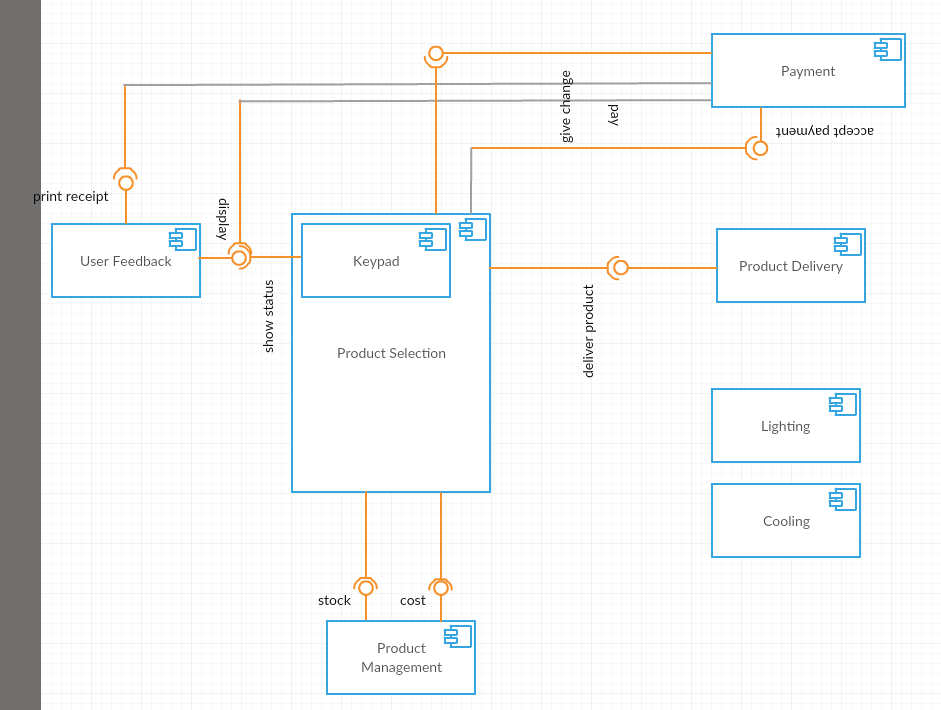 Payment
give change
pay
accept payment
print receipt
display
User Feedback
Keypad
Product Delivery
show status
deliver product
Product Selection
Lighting
Cooling
stock
cost
Product
Management